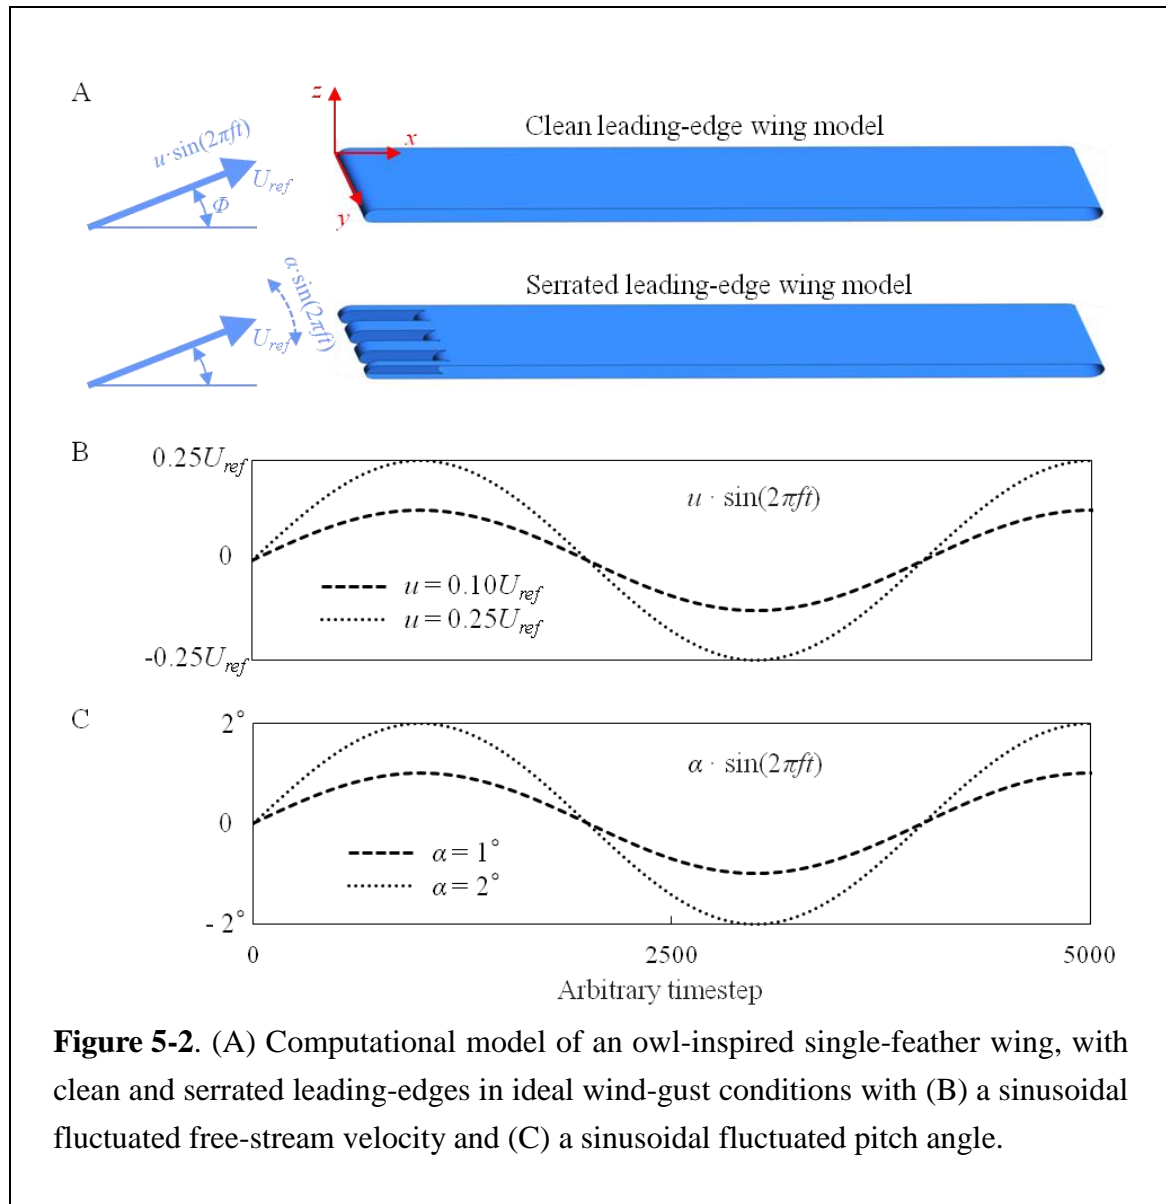 A
z
u·sin(2πft)
Clean leading-edge wing model
x
U_ref
Φ
y
α·sin(2πft)
Serrated leading-edge wing model
U_ref
B
0.25U_ref
u · sin(2πft)
0
u = 0.10U_ref
u = 0.25U_ref
-0.25U_ref
C
2°
α · sin(2πft)
0
α = 1°
α = 2°
- 2°
0 2500 5000
Arbitrary timestep
Figure 5-2. (A) Computational model of an owl-inspired single-feather wing, with
clean and serrated leading-edges in ideal wind-gust conditions with (B) a sinusoidal
fluctuated free-stream velocity and (C) a sinusoidal fluctuated pitch angle.